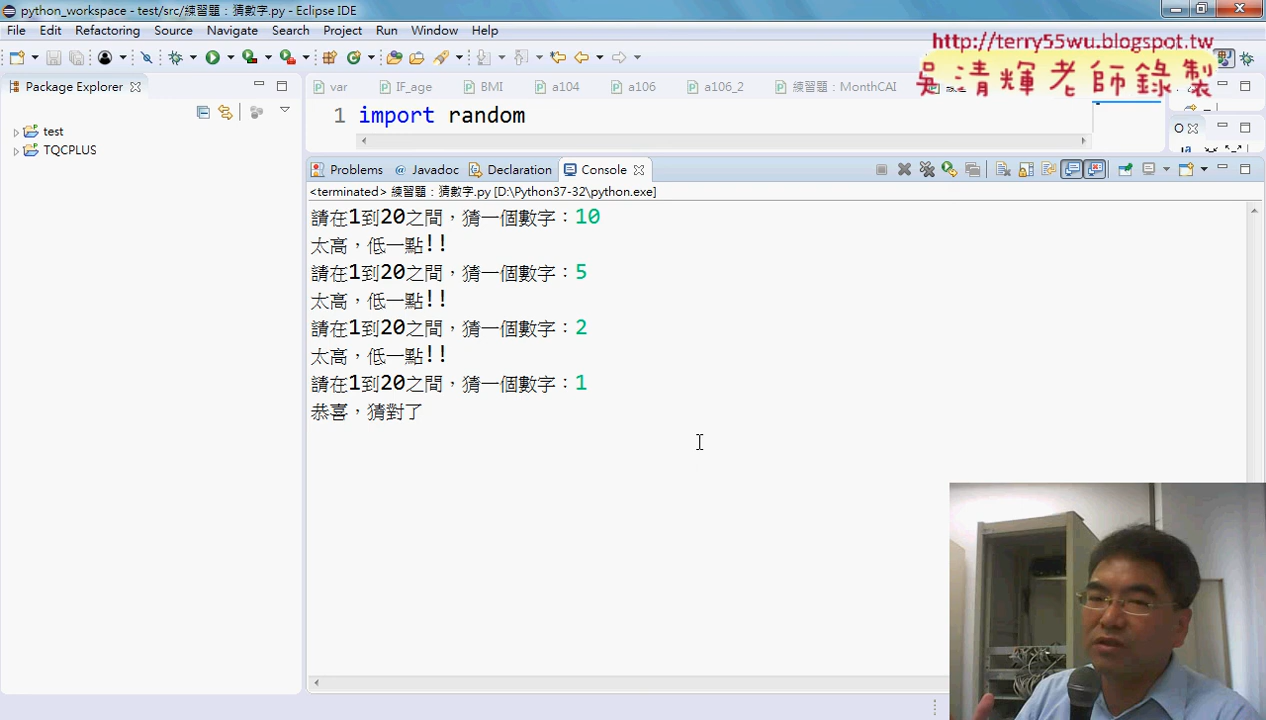 python_workspace - test/src/練習題：猜數字.py - Eclipse IDE
File Edit Refactoring Source Navigate Search Project Run Window Help
http://terry55wu.blogspot.tw
吳清輝老師錄製
Package Explorer
var IF_age BMI a104 a106 a106_2 練習題：MonthCAl
test
TQCPLUS
1 import random
Problems Javadoc Declaration Console
<terminated> 練習題：猜數字.py [D:\Python37-32\python.exe]
請在1到20之間，猜一個數字：10
太高，低一點!!
請在1到20之間，猜一個數字：5
太高，低一點!!
請在1到20之間，猜一個數字：2
太高，低一點!!
請在1到20之間，猜一個數字：1
恭喜，猜對了